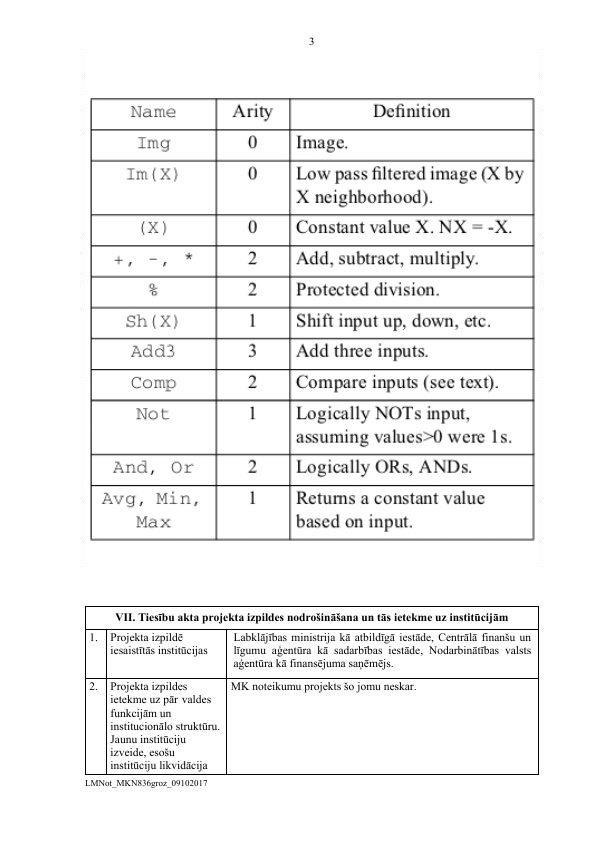 3
Name Arity Definition
Img 0 Image.
Im(X) 0 Low pass filtered image (X by
X neighborhood).
(X) 0 Constant value X. NX = -X.
+, -, * 2 Add, subtract, multiply.
% 2 Protected division.
Sh(X) 1 Shift input up, down, etc.
Add3 3 Add three inputs.
Comp 2 Compare inputs (see text).
Not 1 Logically NOTs input,
assuming values>0 were 1s.
And, Or 2 Logically ORs, ANDs.
Avg, Min, 1 Returns a constant value
Max based on input.
VII. Tiesību akta projekta izpildes nodrošināšana un tās ietekme uz institūcijām
1. Projekta izpildē Labklājības ministrija kā atbildīgā iestāde, Centrālā finanšu un
iesaistītās institūcijas līgumu aģentūra kā sadarbības iestāde, Nodarbinātības valsts
aģentūra kā finansējuma saņēmējs.
2. Projekta izpildes MK noteikumu projekts šo jomu neskar.
ietekme uz pār valdes
funkcijām un
institucionālo struktūru.
Jaunu institūciju
izveide, esošu
institūciju likvidācija
LMNot_MKN836groz_09102017